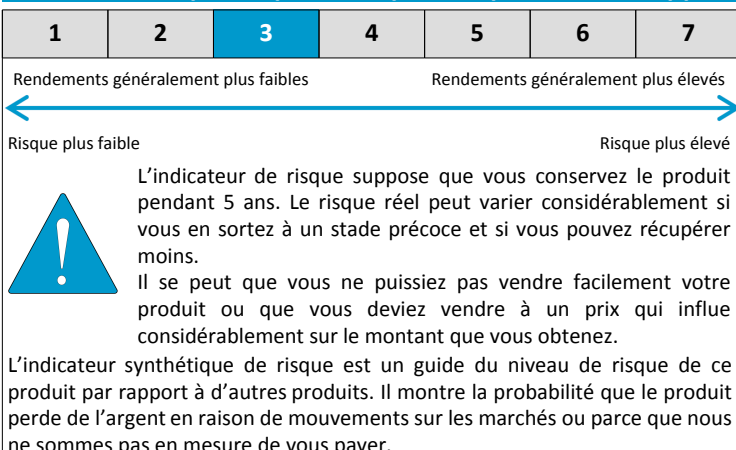 1 2 3 4 5 6 7
Rendements généralement plus faibles Rendements généralement plus élevés
Risque plus faible Risque plus élevé
L'indicateur de risque suppose que vous conservez le produit
pendant 5 ans. Le risque réel peut varier considérablement si
vous en sortez à un stade précoce et si vous pouvez récupérer
moins.
Il se peut que vous ne puissiez pas vendre facilement votre
produit ou que vous deviez vendre à un prix qui influe
considérablement sur le montant que vous obtenez.
L'indicateur synthétique de risque est un guide du niveau de risque de ce
produit par rapport à d'autres produits. Il montre la probabilité que le produit
perde de l'argent en raison de mouvements sur les marchés ou parce que nous
ne sommes pas en mesure de vous payer.